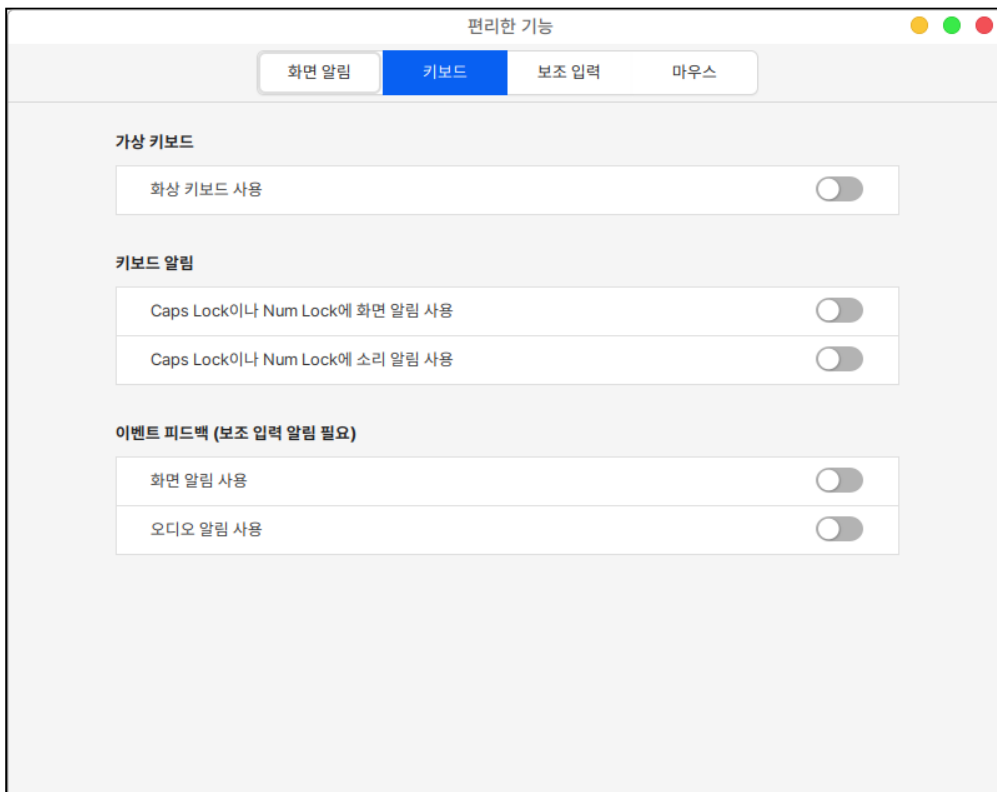 편리한 기능
화면 알림 키보드 보조 입력 마우스
가상 키보드
화상 키보드 사용
키보드 알림
Caps Lock이나 Num Lock에 화면 알림 사용
Caps Lock이나 Num Lock에 소리 알림 사용
이벤트 피드백 (보조 입력 알림 필요)
화면 알림 사용
오디오 알림 사용